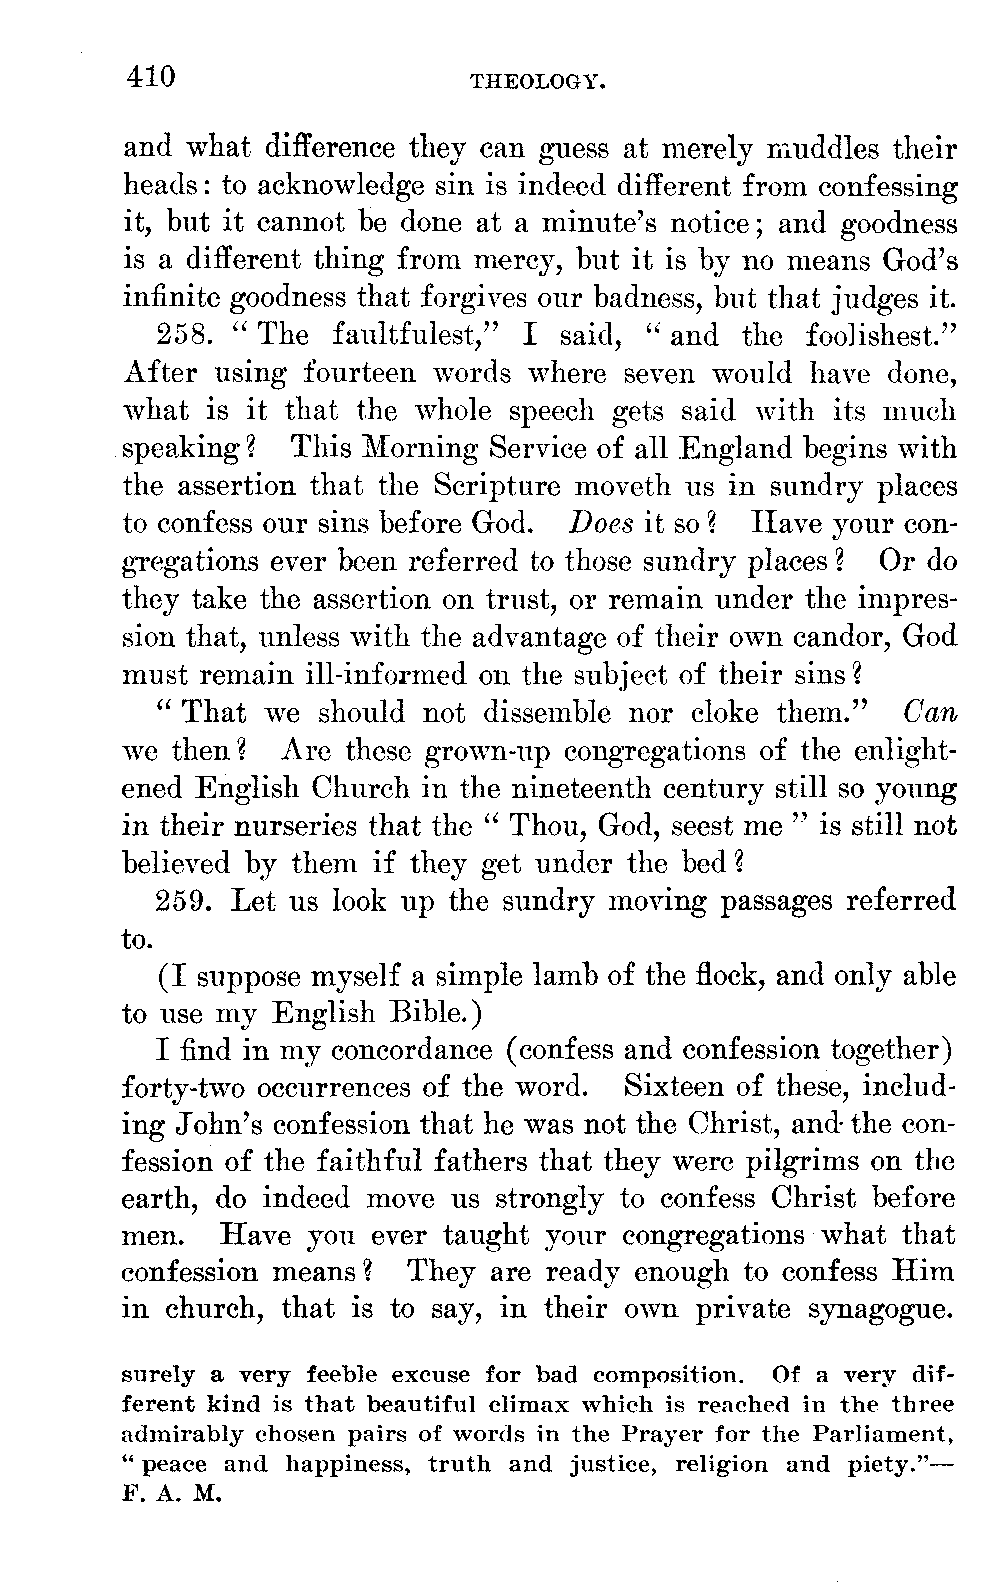 410 THEOLOGY.
and what difference they can guess at merely muddles their
heads: to acknowledge sin is indeed different from confessing
it, but it cannot be done at a minute's notice; and goodness
is a different thing from mercy, but it is by no means God's
infinite goodness that forgives our badness, but that judges it.
258. “ The faultfulest,” I said, “ and the foolishest.”
After using fourteen words where seven would have done,
what is it that the whole speech gets said with its much
speaking? This Morning Service of all England begins with
the assertion that the Scripture moveth us in sundry places
to confess our sins before God. Does it so? Have your con-
gregations ever been referred to those sundry places? Or do
they take the assertion on trust, or remain under the impres-
sion that, unless with the advantage of their own candor, God
must remain ill-informed on the subject of their sins?
“ That we should not dissemble nor cloke them.” Can
we then? Are these grown-up congregations of the enlight-
ened English Church in the nineteenth century still so young
in their nurseries that the “ Thou, God, seest me ” is still not
believed by them if they get under the bed?
259. Let us look up the sundry moving passages referred
to.
(I suppose myself a simple lamb of the flock, and only able
to use my English Bible.)
I find in my concordance (confess and confession together)
forty-two occurrences of the word. Sixteen of these, includ-
ing John's confession that he was not the Christ, and the con-
fession of the faithful fathers that they were pilgrims on the
earth, do indeed move us strongly to confess Christ before
men. Have you ever taught your congregations what that
confession means? They are ready enough to confess Him
in church, that is to say, in their own private synagogue.
surely a very feeble excuse for bad composition. Of a very dif-
ferent kind is that beautiful climax which is reached in the three
admirably chosen pairs of words in the Prayer for the Parliament,
“ peace and happiness, truth and justice, religion and piety.”—
F. A. M.